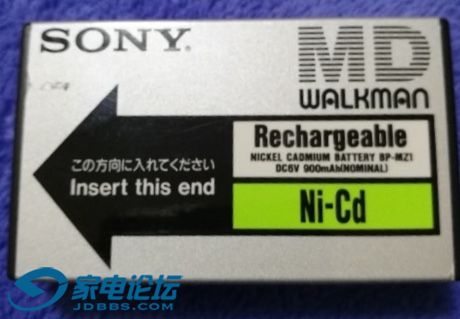 SONY
MD
WALKMAN
Rechargeable
NICKEL CADMIUM BATTERY BP-MZ1
DC6V 900mAh(NOMINAL)
この方向に入れてください
Insert this end
Ni-Cd
家电论坛
JDBBS.COM